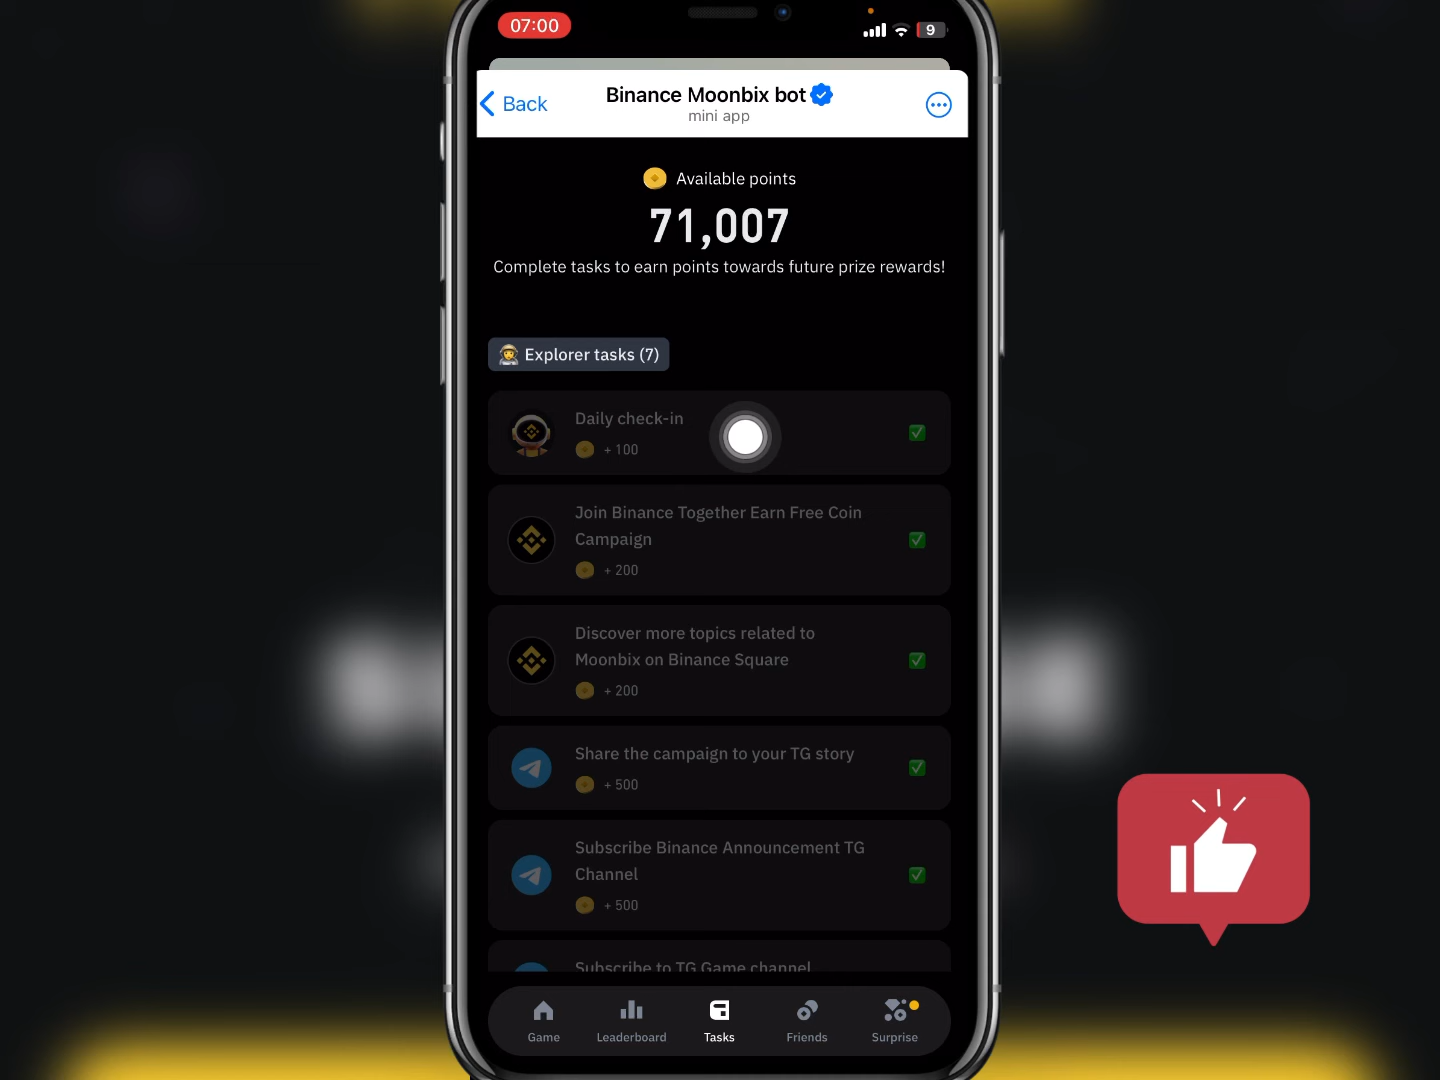 07:00
9
Back
Binance Moonbix bot
mini app
Available points
71,007
Complete tasks to earn points towards future prize rewards!
Explorer tasks (7)
Daily check-in
+ 100
Join Binance Together Earn Free Coin
Campaign
+ 200
Discover more topics related to
Moonbix on Binance Square
+ 200
Share the campaign to your TG story
+ 500
Subscribe Binance Announcement TG
Channel
+ 500
Subscribe to TG Game channel
Game
Leaderboard
Tasks
Friends
Surprise